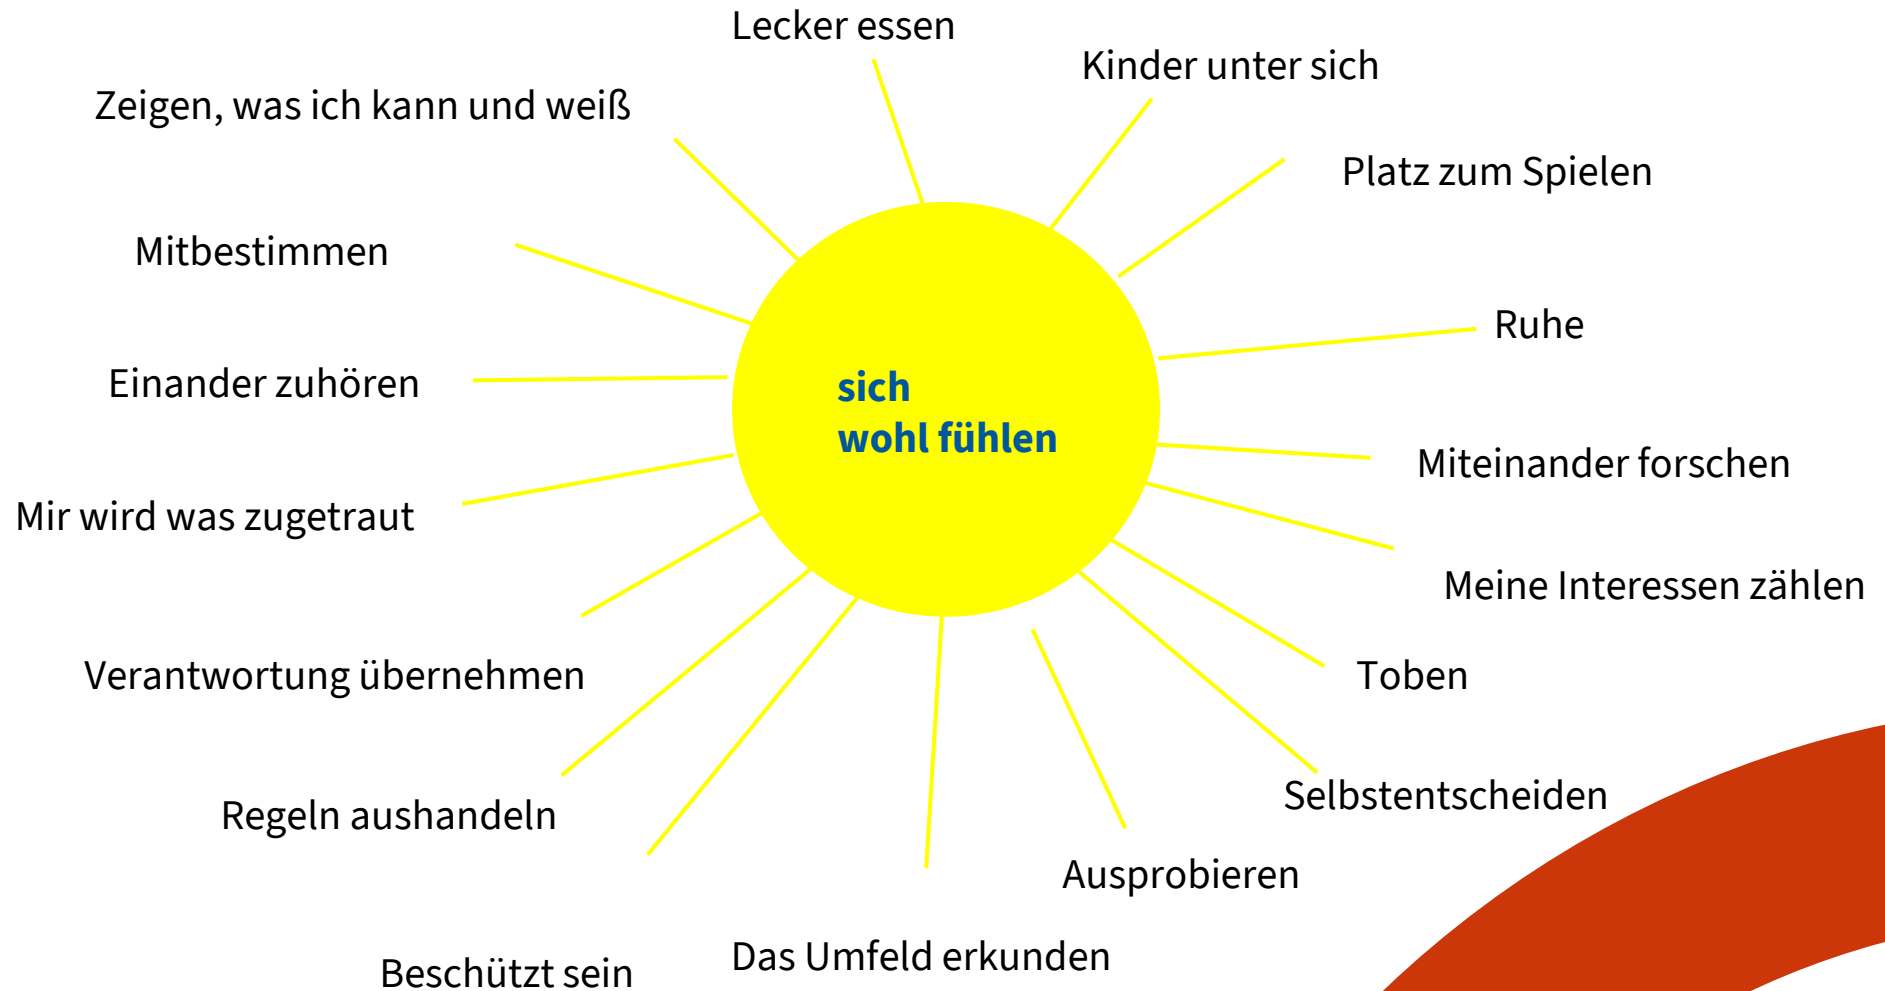 Lecker essen
Kinder unter sich
Zeigen, was ich kann und weiß
Platz zum Spielen
Mitbestimmen
Ruhe
Einander zuhören
sich
wohl fühlen
Miteinander forschen
Mir wird was zugetraut
Meine Interessen zählen
Verantwortung übernehmen
Toben
Selbstentscheiden
Regeln aushandeln
Ausprobieren
Das Umfeld erkunden
Beschützt sein